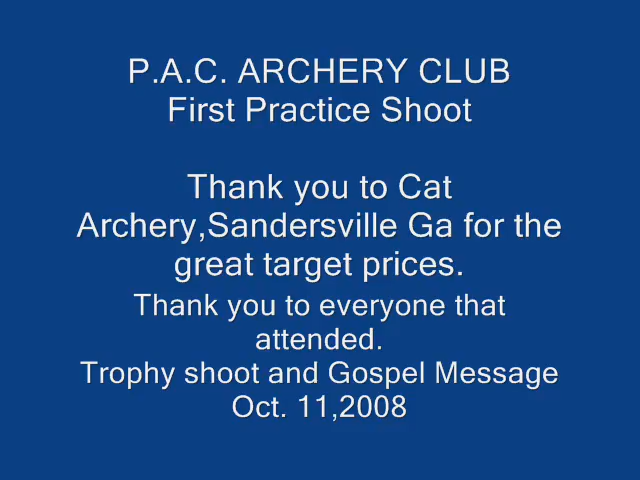 P.A.C. ARCHERY CLUB
First Practice Shoot
Thank you to Cat
Archery,Sandersville Ga for the
great target prices.
Thank you to everyone that
attended.
Trophy shoot and Gospel Message
Oct. 11,2008